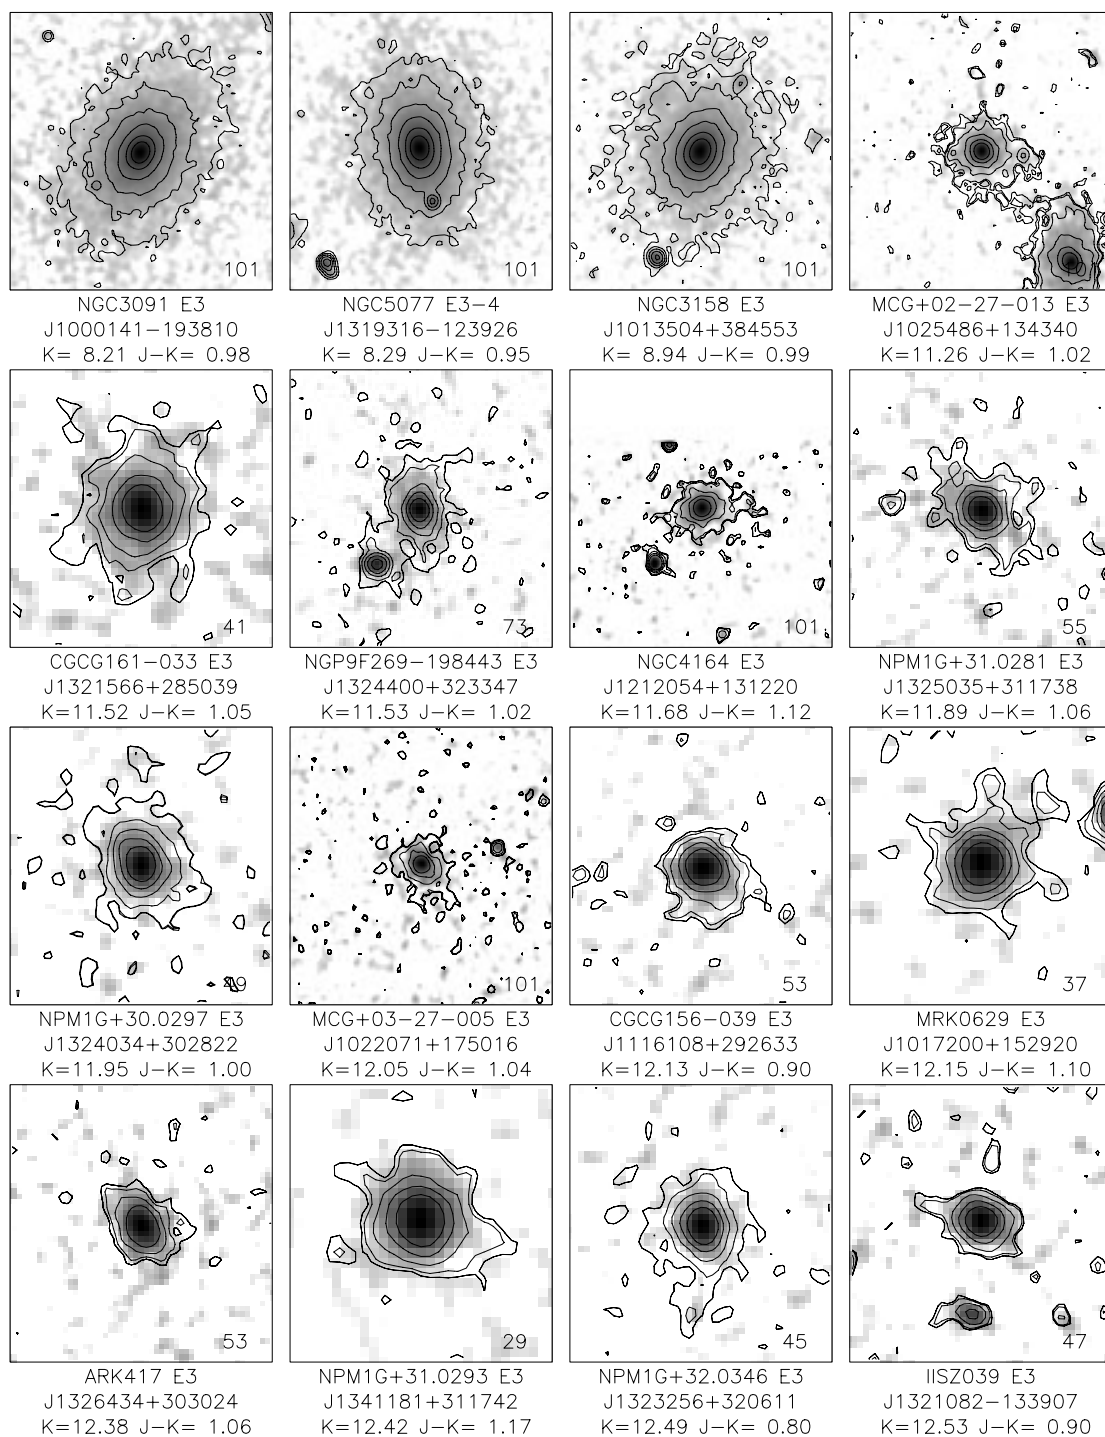 101
101
101
NGC3091 E3
NGC5077 E3-4
NGC3158 E3
MCG+02-27-013 E3
J1000141-193810
J1319316-123926
J1013504+384553
J1025486+134340
K= 8.21 J-K= 0.98
K= 8.29 J-K= 0.95
K= 8.94 J-K= 0.99
K=11.26 J-K= 1.02
41
73
101
55
CGCG161-033 E3
NGP9F269-198443 E3
NGC4164 E3
NPM1G+31.0281 E3
J1321566+285039
J1324400+323347
J1212054+131220
J1325035+311738
K=11.52 J-K= 1.05
K=11.53 J-K= 1.02
K=11.68 J-K= 1.12
K=11.89 J-K= 1.06
49
101
53
37
NPM1G+30.0297 E3
MCG+03-27-005 E3
CGCG156-039 E3
MRK0629 E3
J1324034+302822
J1022071+175016
J1116108+292633
J1017200+152920
K=11.95 J-K= 1.00
K=12.05 J-K= 1.04
K=12.13 J-K= 0.90
K=12.15 J-K= 1.10
53
29
45
47
ARK417 E3
NPM1G+31.0293 E3
NPM1G+32.0346 E3
IISZ039 E3
J1326434+303024
J1341181+311742
J1323256+320611
J1321082-133907
K=12.38 J-K= 1.06
K=12.42 J-K= 1.17
K=12.49 J-K= 0.80
K=12.53 J-K= 0.90